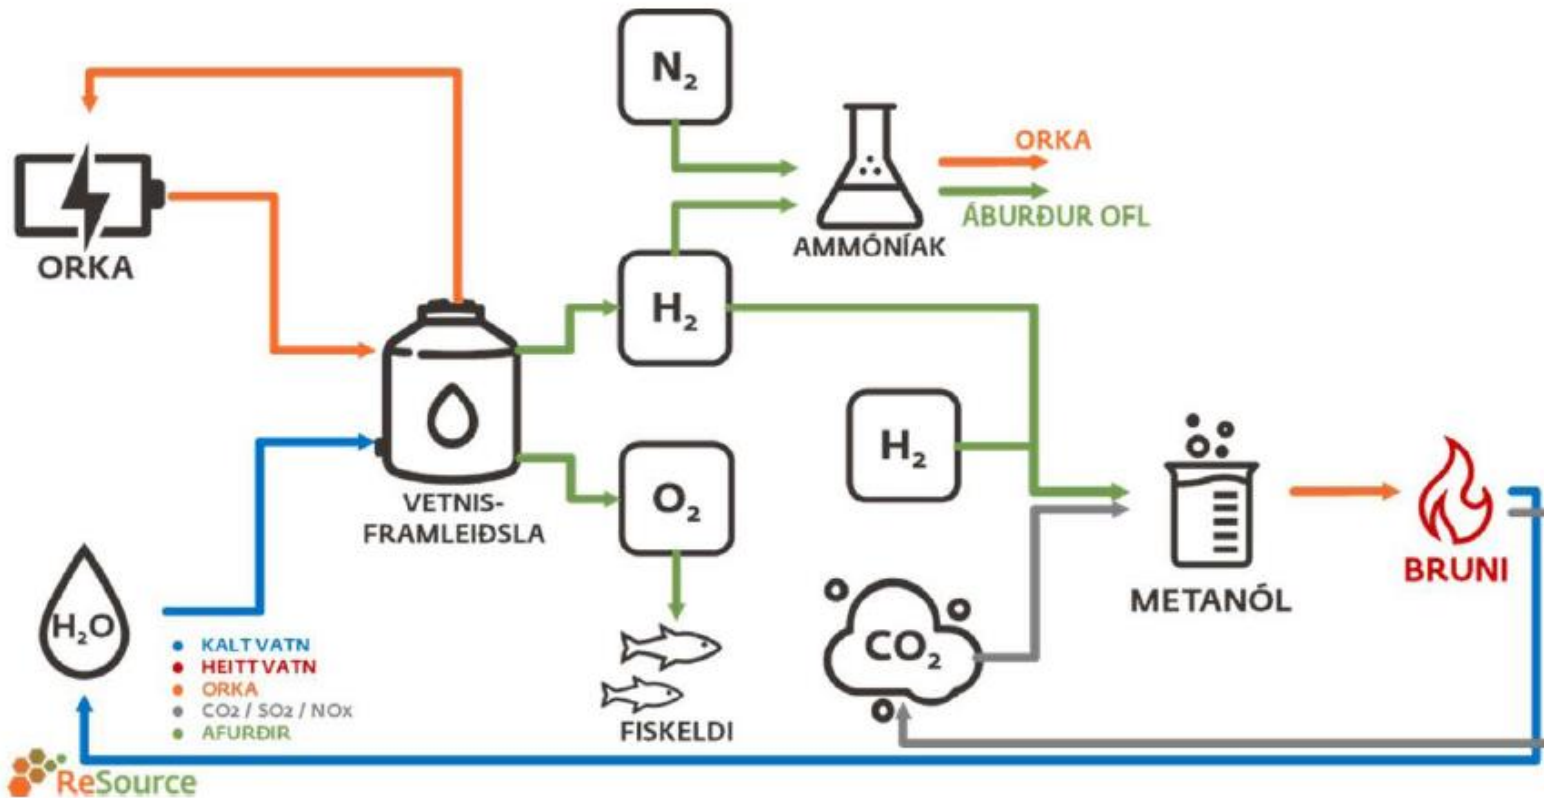 N₂
ORKA
ÁBURÐUR OFL
AMMÓNÍAK
ORKA
H₂
H₂
O₂
VETNIS-
FRAMLEIÐSLA
METANÓL
BRUNI
H₂O
CO₂
KALT VATN
HEITT VATN
ORKA
CO2 / SO2 / NOx
AFURÐIR
FISKELDI
ReSource